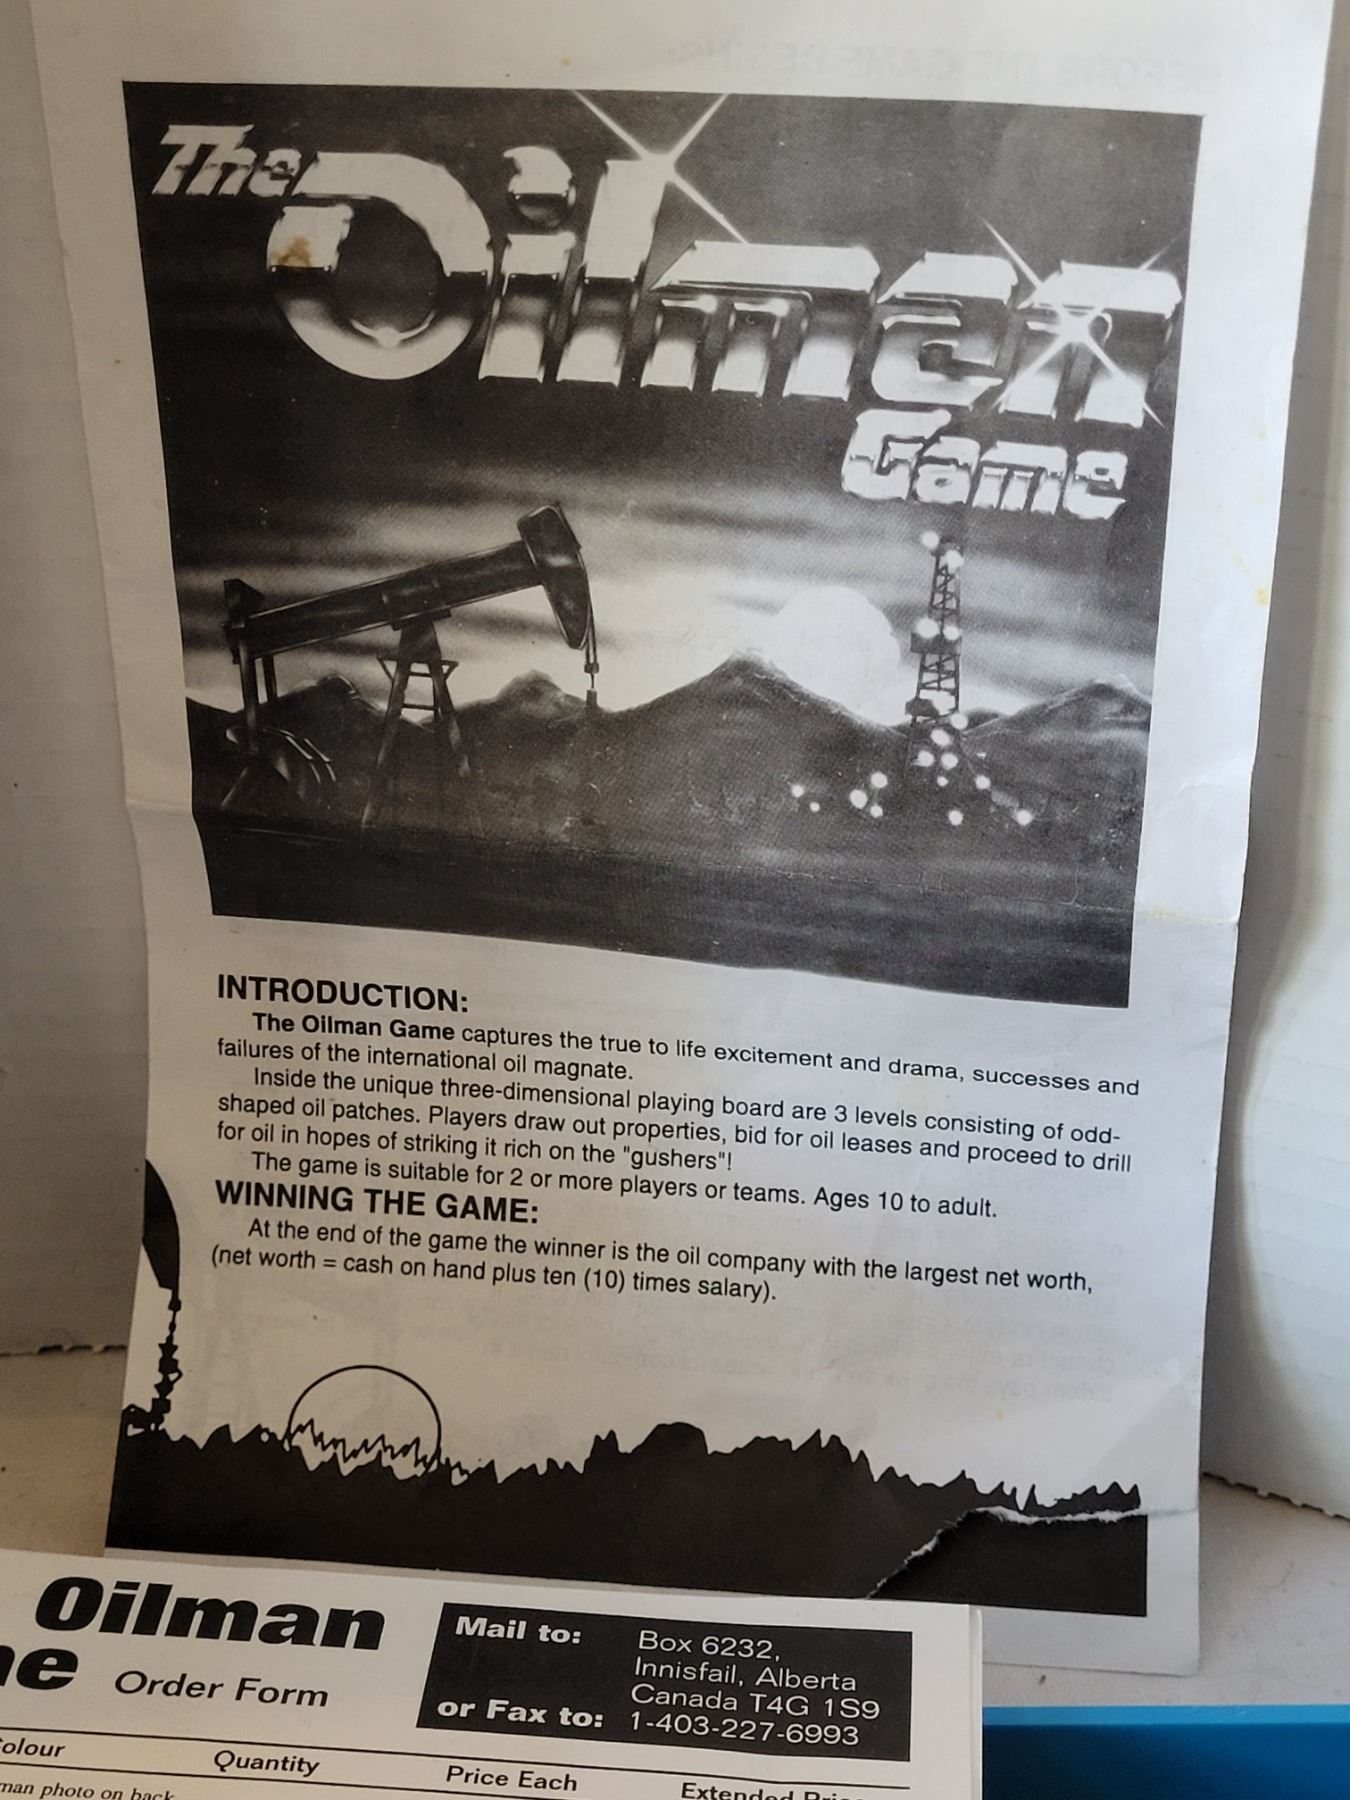 The Oilman
Game
INTRODUCTION:
The Oilman Game captures the true to life excitement and drama, successes and
failures of the international oil magnate.
Inside the unique three-dimensional playing board are 3 levels consisting of odd-
shaped oil patches. Players draw out properties, bid for oil leases and proceed to drill
for oil in hopes of striking it rich on the "gushers"!
The game is suitable for 2 or more players or teams. Ages 10 to adult.
WINNING THE GAME:
At the end of the game the winner is the oil company with the largest net worth,
(net worth = cash on hand plus ten (10) times salary).
Oilman
Order Form
Mail to: Box 6232,
Innisfail, Alberta
Canada T4G 1S9
or Fax to: 1-403-227-6993
olour Quantity Price Each Extended
man photo on back